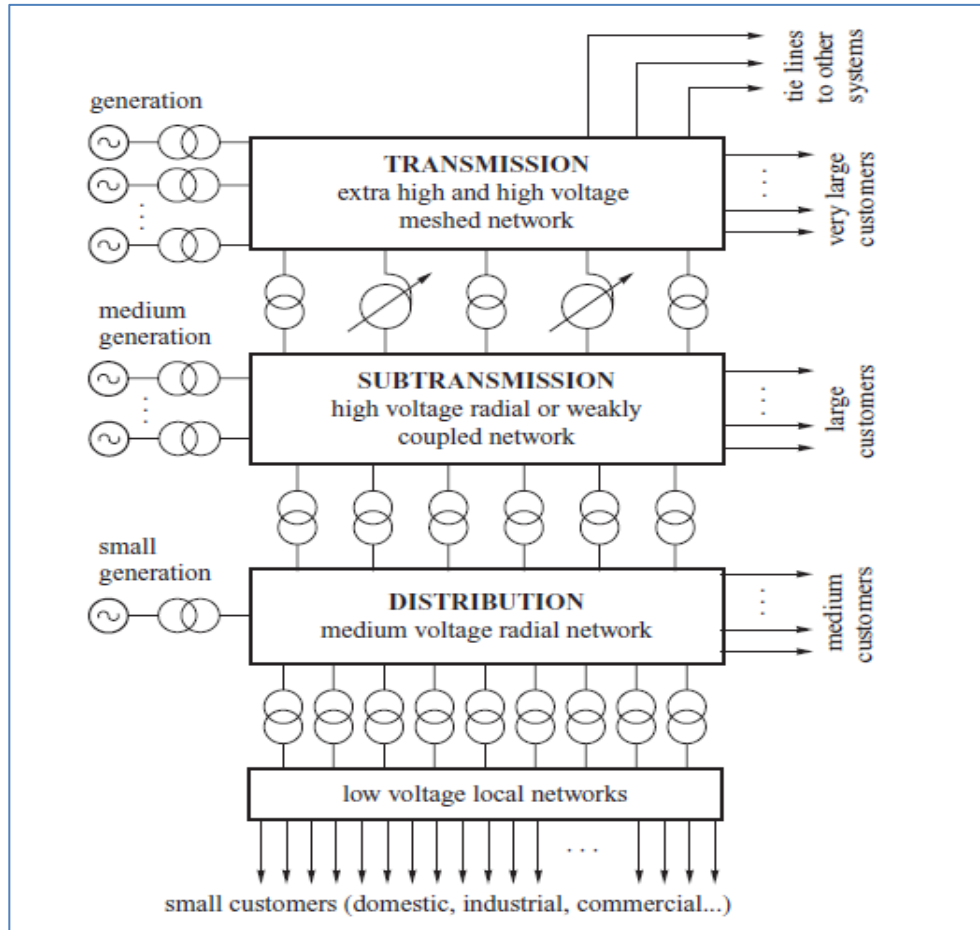 tie lines
to other
systems
generation
TRANSMISSION
extra high and high voltage
meshed network
very large
customers
medium
generation
SUBTRANSMISSION
high voltage radial or weakly
coupled network
large
customers
small
generation
DISTRIBUTION
medium voltage radial network
medium
customers
low voltage local networks
. . .
small customers (domestic, industrial, commercial...)